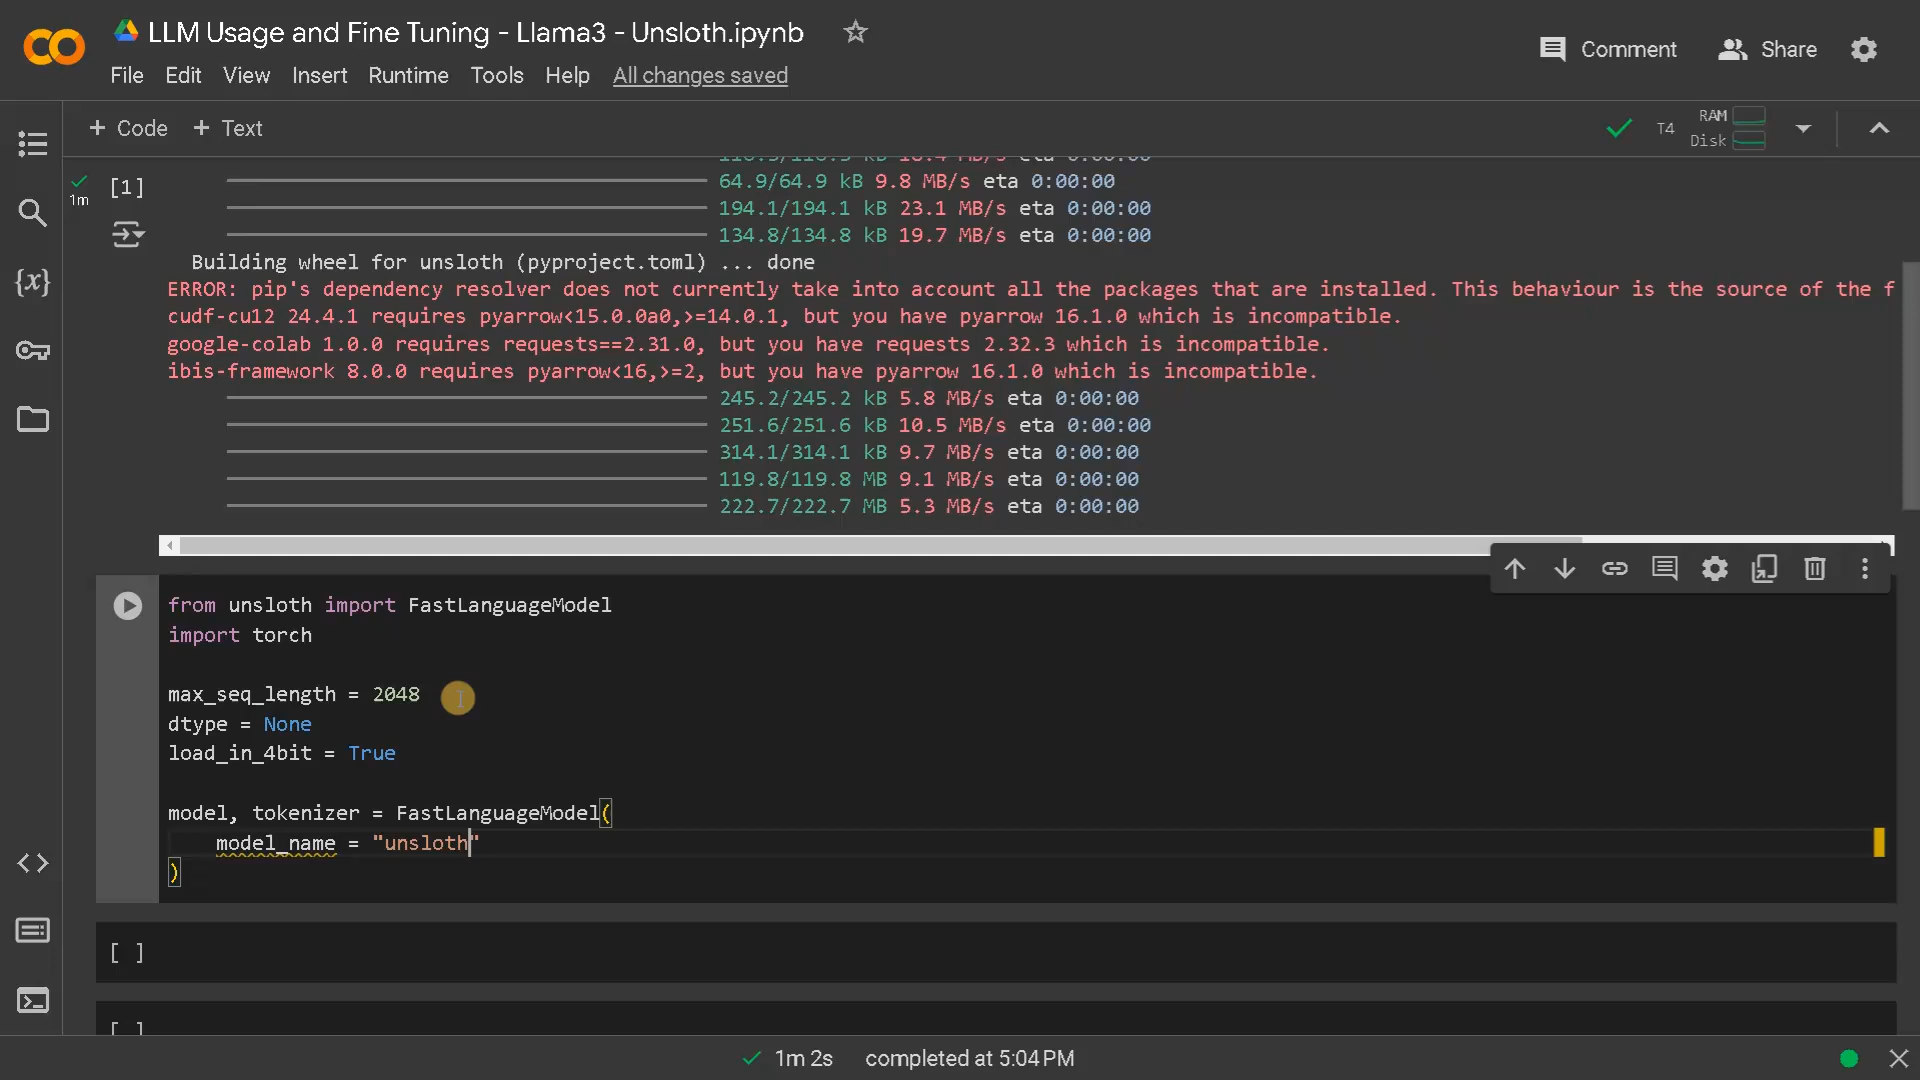 LLM Usage and Fine Tuning - Llama3 - Unsloth.ipynb
Comment
Share
File Edit View Insert Runtime Tools Help All changes saved
+ Code + Text
T4
RAM
Disk
1m
[1]
64.9/64.9 kB 9.8 MB/s eta 0:00:00
194.1/194.1 kB 23.1 MB/s eta 0:00:00
134.8/134.8 kB 19.7 MB/s eta 0:00:00
Building wheel for unsloth (pyproject.toml) ... done
ERROR: pip's dependency resolver does not currently take into account all the packages that are installed. This behaviour is the source of the f
cudf-cu12 24.4.1 requires pyarrow<15.0.0a0,>=14.0.1, but you have pyarrow 16.1.0 which is incompatible.
google-colab 1.0.0 requires requests==2.31.0, but you have requests 2.32.3 which is incompatible.
ibis-framework 8.0.0 requires pyarrow<16,>=2, but you have pyarrow 16.1.0 which is incompatible.
245.2/245.2 kB 5.8 MB/s eta 0:00:00
251.6/251.6 kB 10.5 MB/s eta 0:00:00
314.1/314.1 kB 9.7 MB/s eta 0:00:00
119.8/119.8 MB 9.1 MB/s eta 0:00:00
222.7/222.7 MB 5.3 MB/s eta 0:00:00
from unsloth import FastLanguageModel
import torch
max_seq_length = 2048
dtype = None
load_in_4bit = True
model, tokenizer = FastLanguageModel(
model_name = "unsloth"
)
[ ]
[ ]
1m 2s completed at 5:04 PM